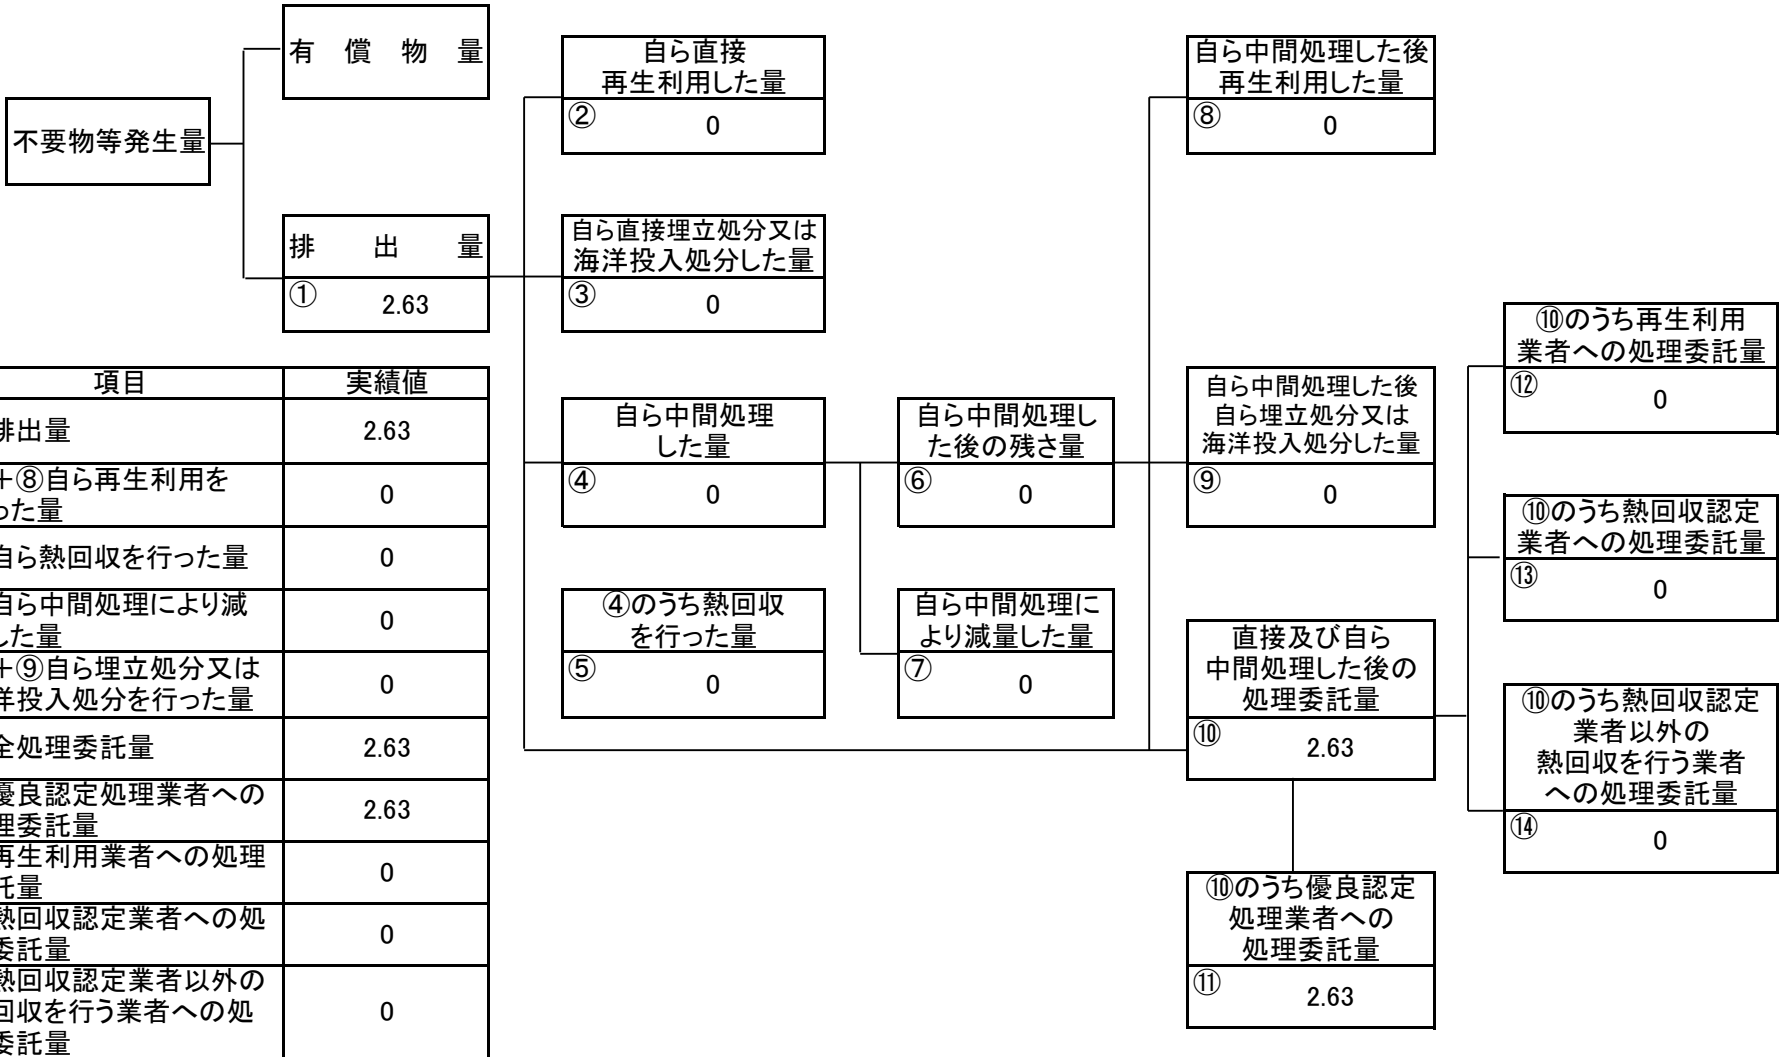 有 償 物 量
不要物等発生量
排 出 量
① 2.63
自ら直接
再生利用した量
② 0
自ら直接埋立処分又は
海洋投入処分した量
③ 0
自ら中間処理
した量
④ 0
④のうち熱回収
を行った量
⑤ 0
自ら中間処理し
た後の残さ量
⑥ 0
自ら中間処理に
より減量した量
⑦ 0
自ら中間処理した後
再生利用した量
⑧ 0
自ら中間処理した後
自ら埋立処分又は
海洋投入処分した量
⑨ 0
直接及び自ら
中間処理した後の
処理委託量
⑩ 2.63
⑩のうち優良認定
処理業者への
処理委託量
⑪ 2.63
⑩のうち再生利用
業者への処理委託量
⑫ 0
⑩のうち熱回収認定
業者への処理委託量
⑬ 0
⑩のうち熱回収認定
業者以外の
熱回収を行う業者
への処理委託量
⑭ 0
項目 実績値
排出量 2.63
+⑧自ら再生利用を
った量 0
自ら熱回収を行った量 0
自ら中間処理により減
した量 0
+⑨自ら埋立処分又は
洋投入処分を行った量 0
全処理委託量 2.63
優良認定処理業者への
理委託量 2.63
再生利用業者への処理
託量 0
熱回収認定業者への処
委託量 0
熱回収認定業者以外の
回収を行う業者への処
委託量 0